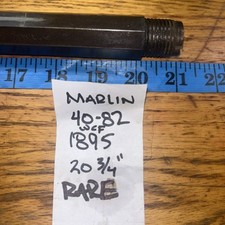 17 18 19 20 21 22
MARLIN
40-82
WCF
1895
20 3/4"
RARE